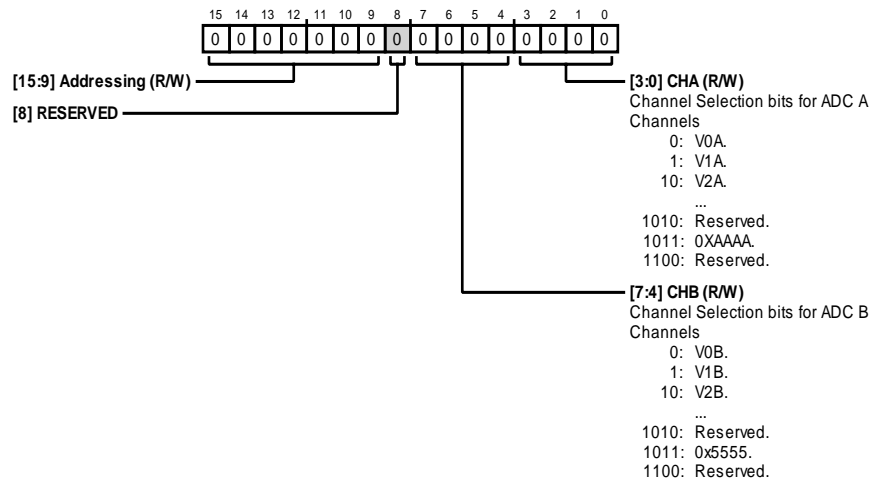 15 14 13 12 11 10 9 8 7 6 5 4 3 2 1 0
0 0 0 0 0 0 0 0 0 0 0 0 0 0 0 0
[15:9] Addressing (R/W)
[8] RESERVED
[3:0] CHA (R/W)
Channel Selection bits for ADC A
Channels
0: V0A.
1: V1A.
10: V2A.
...
1010: Reserved.
1011: 0XAAAA.
1100: Reserved.
[7:4] CHB (R/W)
Channel Selection bits for ADC B
Channels
0: V0B.
1: V1B.
10: V2B.
...
1010: Reserved.
1011: 0x5555.
1100: Reserved.